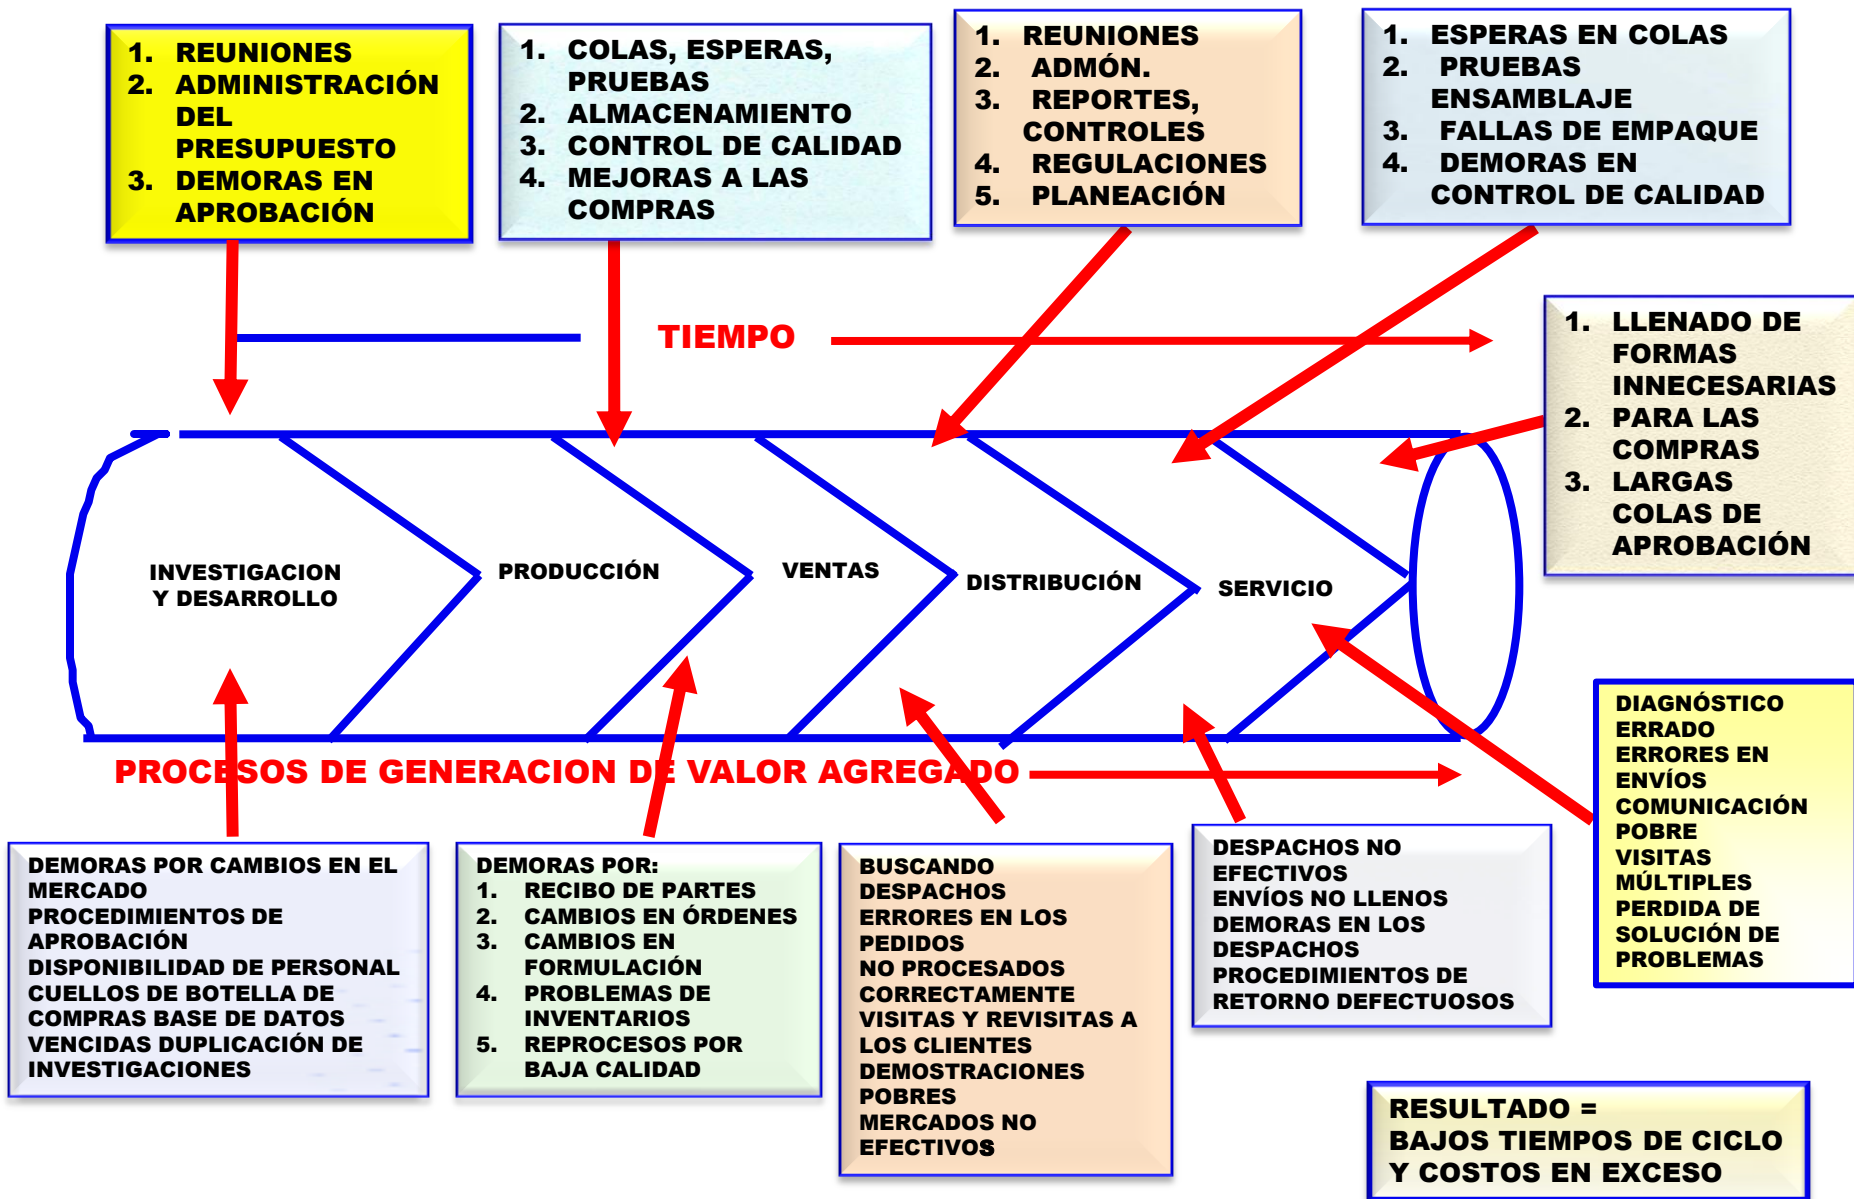 1. REUNIONES
2. ADMINISTRACIÓN
DEL
PRESUPUESTO
3. DEMORAS EN
APROBACIÓN
1. COLAS, ESPERAS,
PRUEBAS
2. ALMACENAMIENTO
3. CONTROL DE CALIDAD
4. MEJORAS A LAS
COMPRAS
1. REUNIONES
2. ADMÓN.
3. REPORTES,
CONTROLES
4. REGULACIONES
5. PLANEACIÓN
1. ESPERAS EN COLAS
2. PRUEBAS
ENSAMBLAJE
3. FALLAS DE EMPAQUE
4. DEMORAS EN
CONTROL DE CALIDAD
TIEMPO
1. LLENADO DE
FORMAS
INNECESARIAS
2. PARA LAS
COMPRAS
3. LARGAS
COLAS DE
APROBACIÓN
INVESTIGACION
Y DESARROLLO
PRODUCCIÓN
VENTAS
DISTRIBUCIÓN
SERVICIO
PROCESOS DE GENERACION DE VALOR AGREGADO
DEMORAS POR CAMBIOS EN EL
MERCADO
PROCEDIMIENTOS DE
APROBACIÓN
DISPONIBILIDAD DE PERSONAL
CUELLOS DE BOTELLA DE
COMPRAS BASE DE DATOS
VENCIDAS DUPLICACIÓN DE
INVESTIGACIONES
DEMORAS POR:
1. RECIBO DE PARTES
2. CAMBIOS EN ÓRDENES
3. CAMBIOS EN
FORMULACIÓN
4. PROBLEMAS DE
INVENTARIOS
5. REPROCESOS POR
BAJA CALIDAD
BUSCANDO
DESPACHOS
ERRORES EN LOS
PEDIDOS
NO PROCESADOS
CORRECTAMENTE
VISITAS Y REVISITAS A
LOS CLIENTES
DEMOSTRACIONES
POBRES
MERCADOS NO
EFECTIVOS
DESPACHOS NO
EFECTIVOS
ENVÍOS NO LLENOS
DEMORAS EN LOS
DESPACHOS
PROCEDIMIENTOS DE
RETORNO DEFECTUOSOS
DIAGNÓSTICO
ERRADO
ERRORES EN
ENVÍOS
COMUNICACIÓN
POBRE
VISITAS
MÚLTIPLES
PERDIDA DE
SOLUCIÓN DE
PROBLEMAS
RESULTADO =
BAJOS TIEMPOS DE CICLO
Y COSTOS EN EXCESO